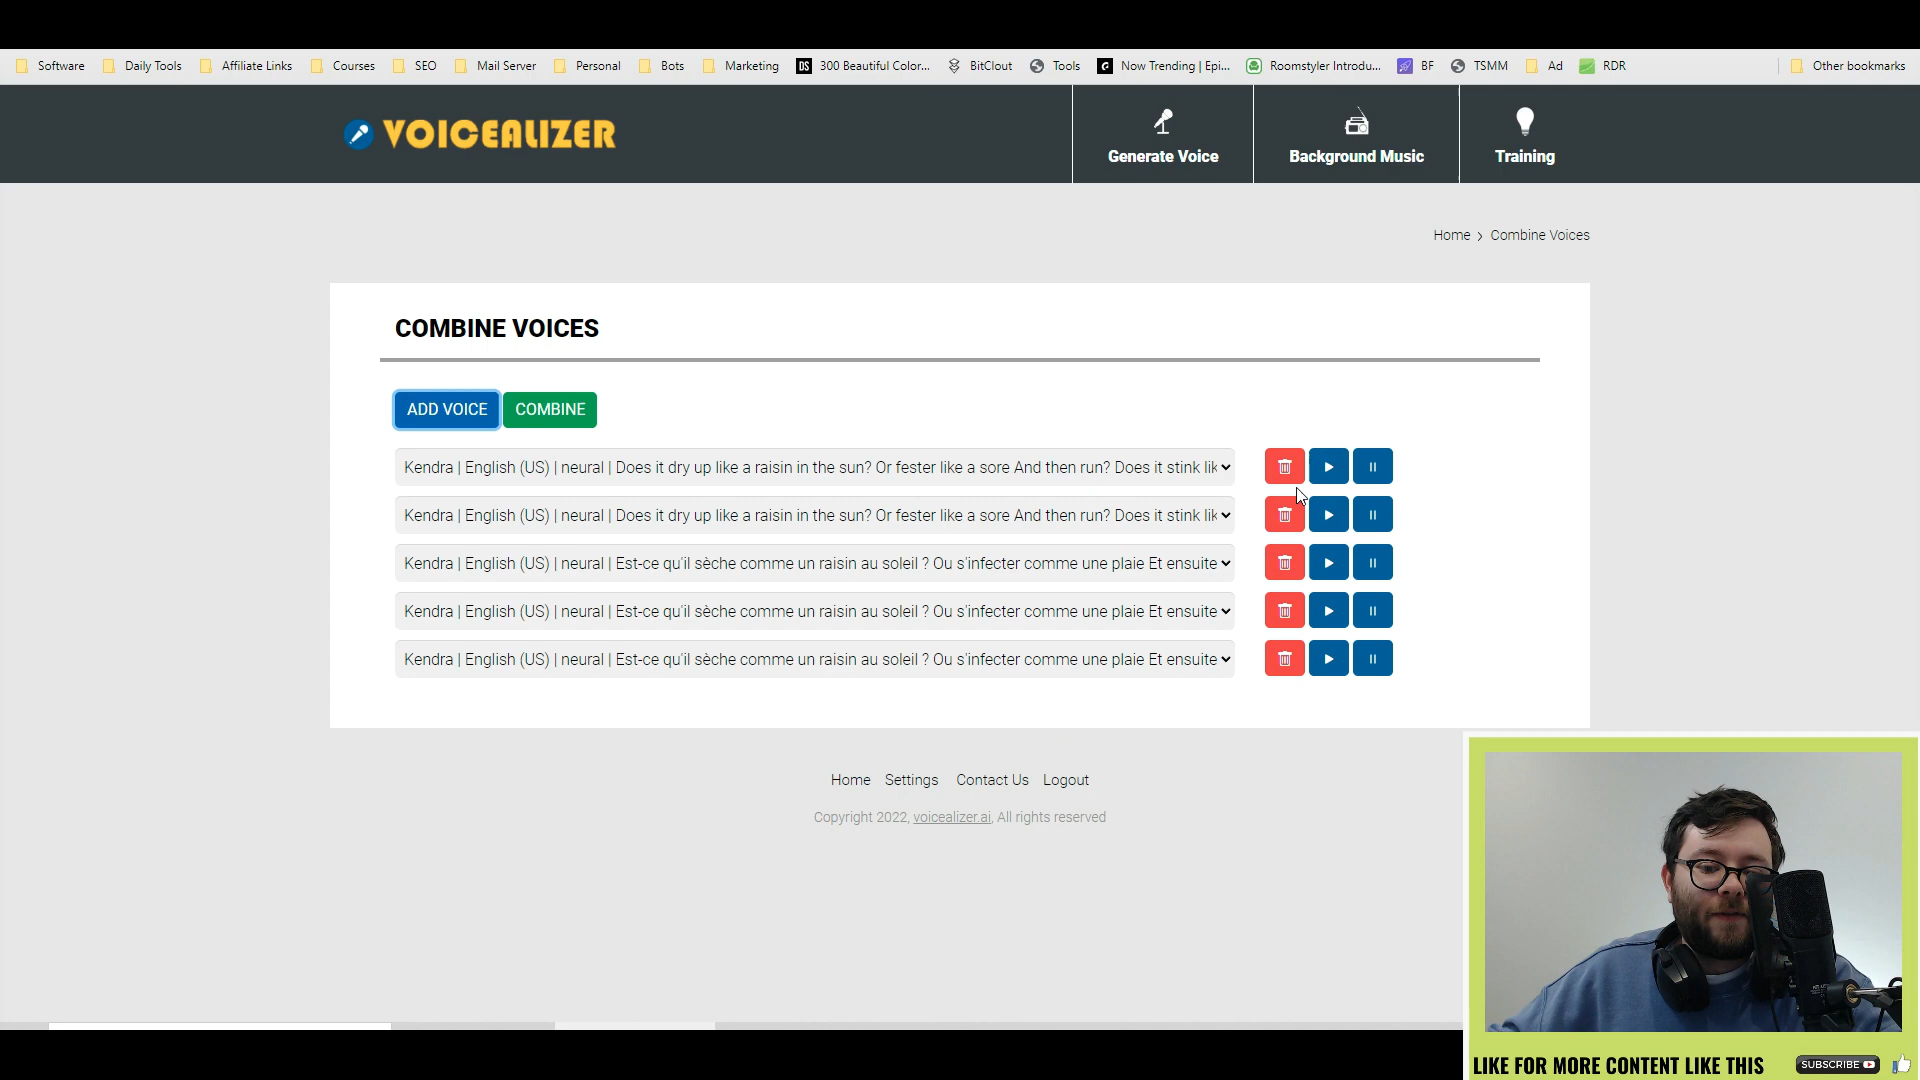 Software Daily Tools Affiliate Links Courses SEO Mail Server Personal Bots Marketing DS 300 Beautiful Color... BitClout Tools Now Trending | Epi... Roomstyler Introdu... BF TSMM Ad RDR Other bookmarks
VOICEALIZER
Generate Voice Background Music Training
Home > Combine Voices
COMBINE VOICES
ADD VOICE COMBINE
Kendra | English (US) | neural | Does it dry up like a raisin in the sun? Or fester like a sore And then run? Does it stink lik
Kendra | English (US) | neural | Does it dry up like a raisin in the sun? Or fester like a sore And then run? Does it stink lik
Kendra | English (US) | neural | Est-ce qu'il sèche comme un raisin au soleil ? Ou s'infecter comme une plaie Et ensuite
Kendra | English (US) | neural | Est-ce qu'il sèche comme un raisin au soleil ? Ou s'infecter comme une plaie Et ensuite
Kendra | English (US) | neural | Est-ce qu'il sèche comme un raisin au soleil ? Ou s'infecter comme une plaie Et ensuite
Home Settings Contact Us Logout
Copyright 2022, voicealizer.ai, All rights reserved
LIKE FOR MORE CONTENT LIKE THIS SUBSCRIBE